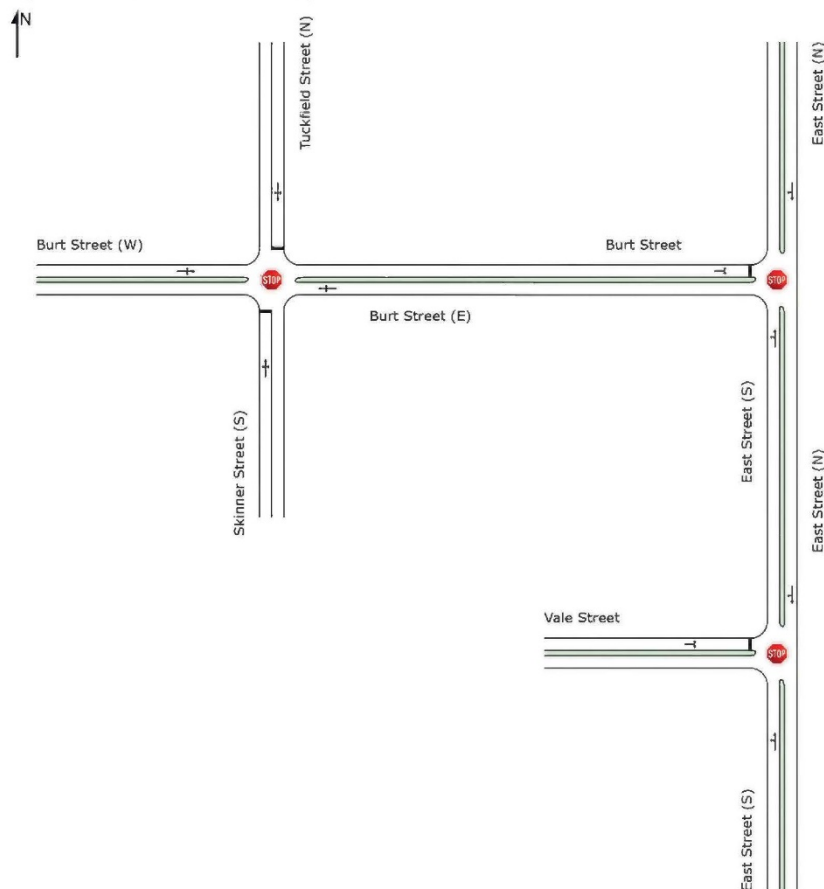 N
Tuckfield Street (N)
East Street (N)
Burt Street (W)
Burt Street
STOP
STOP
Burt Street (E)
Skinner Street (S)
East Street (S)
East Street (N)
Vale Street
STOP
East Street (S)